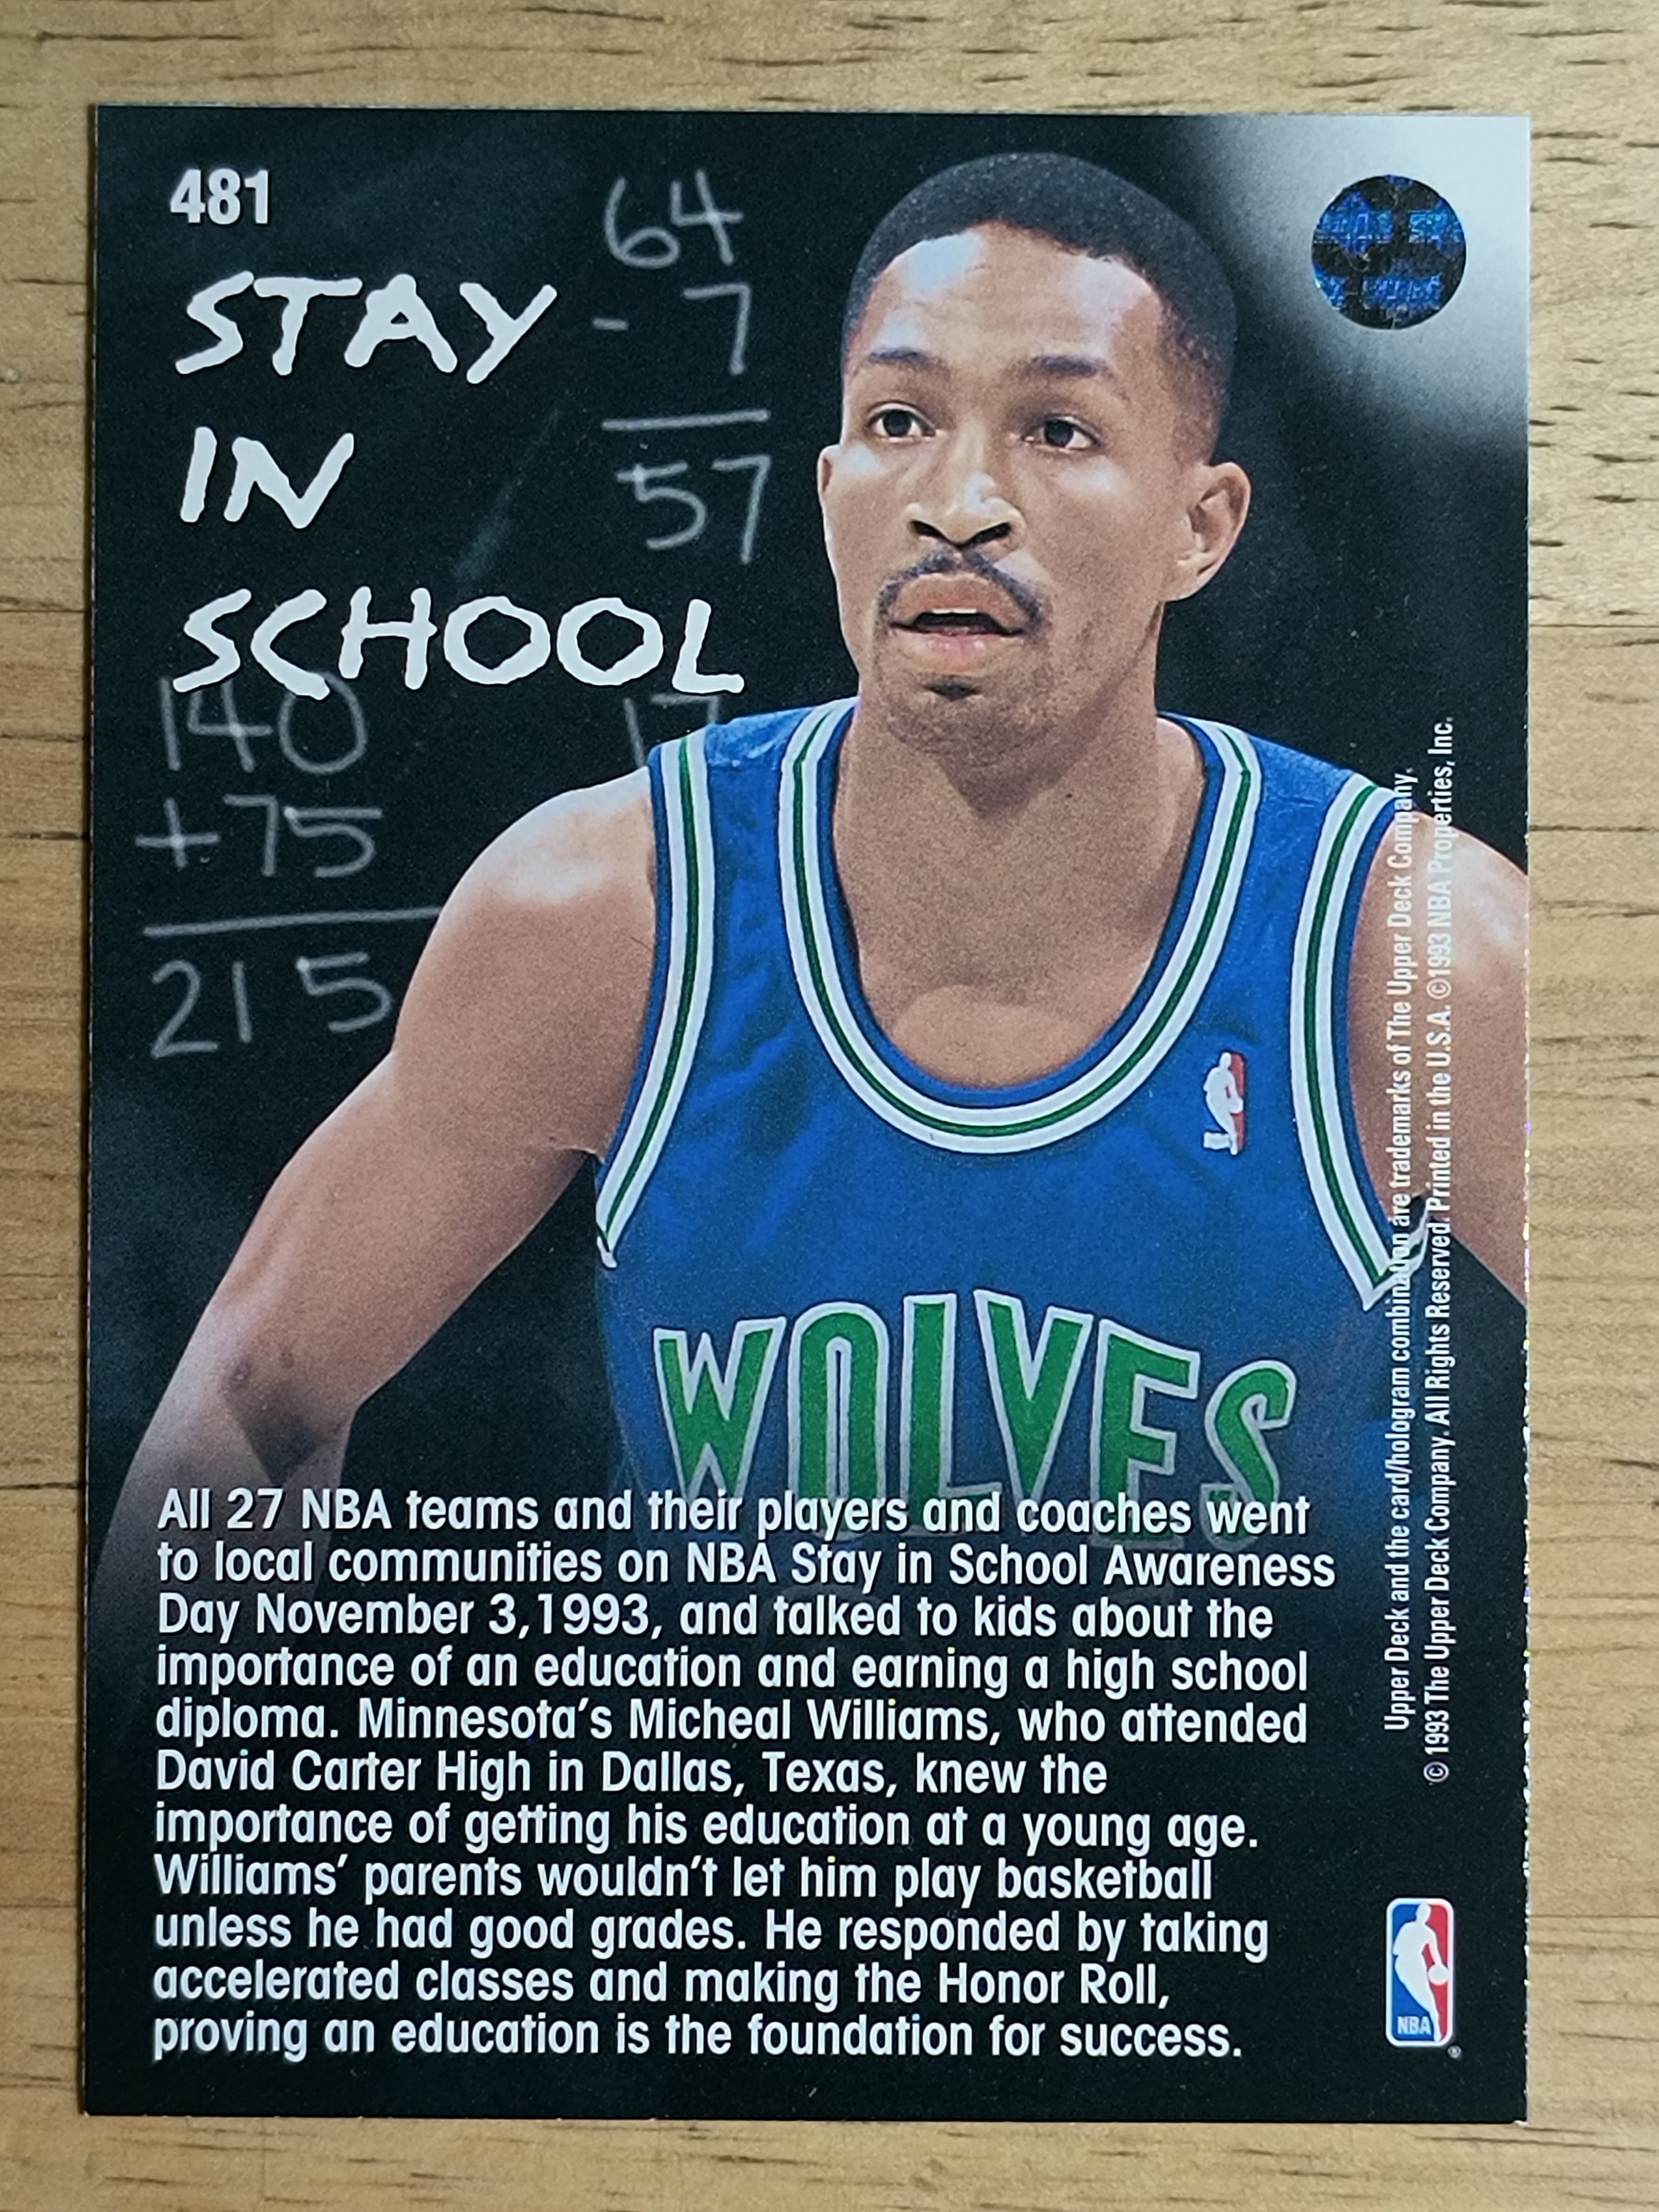 481
STAY
IN
SCHOOL
64
- 7
57
140
+75
215
17
WOLVES
All 27 NBA teams and their players and coaches went
to local communities on NBA Stay in School Awareness
Day November 3,1993, and talked to kids about the
importance of an education and earning a high school
diploma. Minnesota's Micheal Williams, who attended
David Carter High in Dallas, Texas, knew the
importance of getting his education at a young age.
Williams' parents wouldn't let him play basketball
unless he had good grades. He responded by taking
accelerated classes and making the Honor Roll,
proving an education is the foundation for success.
Upper Deck and the card/hologram combination are trademarks of The Upper Deck Company.
© 1993 The Upper Deck Company. All Rights Reserved. Printed in the U.S.A. © 1993 NBA Properties, Inc.
NBA
®